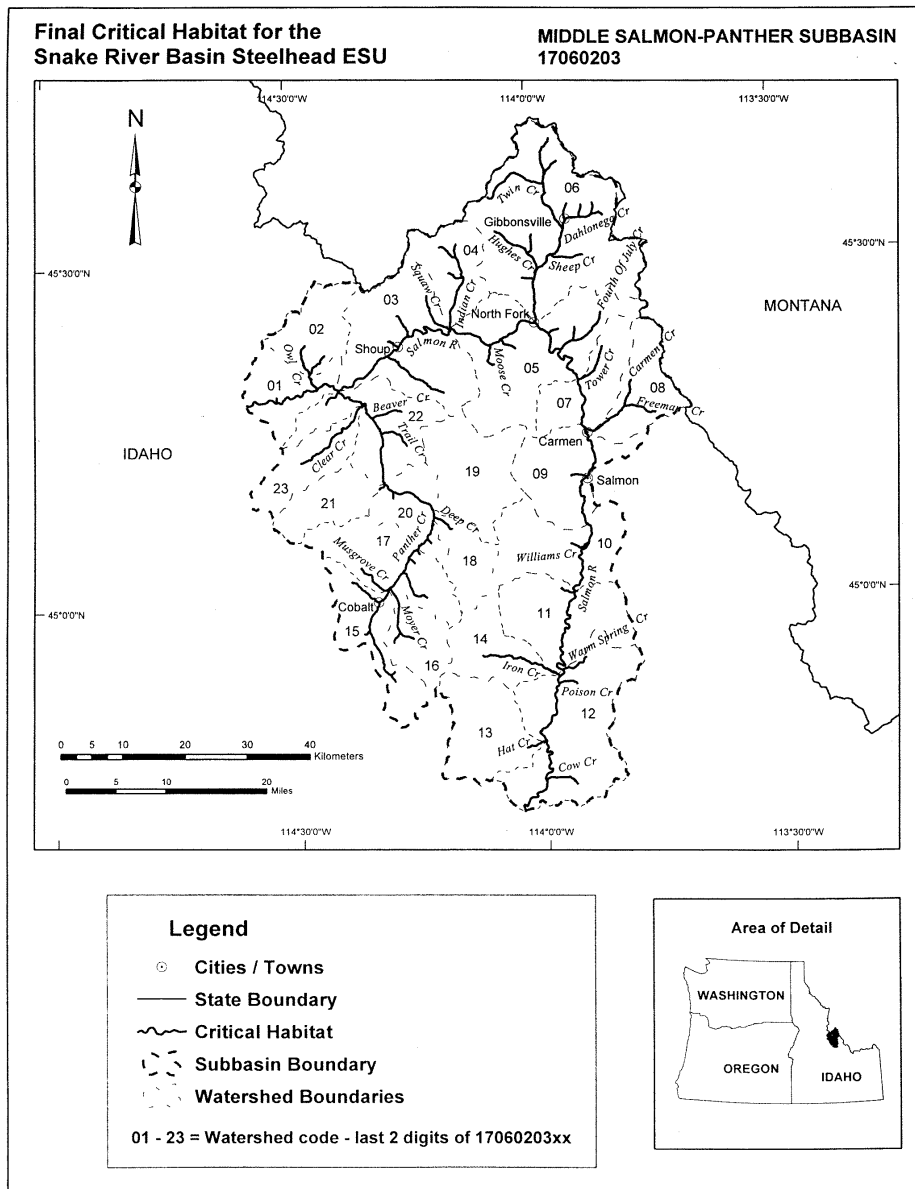 Final Critical Habitat for the
Snake River Basin Steelhead ESU
MIDDLE SALMON-PANTHER SUBBASIN
17060203
114°30'0"W
114°0'0"W
113°30'0"W
N
06
Twin Cr
Gibbonsville
Dahlonega Cr
Hughes Cr
04
Sheep Cr
Fourth Of July Cr
45°30'0"N
45°30'0"N
Squaw Cr
Indian Cr
03
North Fork
MONTANA
02
Shoup
Salmon R
Moose Cr
05
Owl Cr
01
Tower Cr
Carmen Cr
08
07
Freeman Cr
Beaver Cr
22
Trail Cr
Carmen
IDAHO
Clear Cr
19
09
Salmon
23
21
20
Deep Cr
10
17
Panther Cr
Musgrove Cr
18
Williams Cr
Salmon R
45°0'0"N
45°0'0"N
Cobalt
15
Moyer Cr
14
11
Warm Spring Cr
16
Iron Cr
Poison Cr
12
13
Hat Cr
Cow Cr
0 5 10 20 30 40
Kilometers
0 5 10 20
Miles
114°30'0"W
114°0'0"W
113°30'0"W
Legend
Cities / Towns
State Boundary
Critical Habitat
Subbasin Boundary
Watershed Boundaries
01 - 23 = Watershed code - last 2 digits of 17060203xx
Area of Detail
WASHINGTON
OREGON
IDAHO